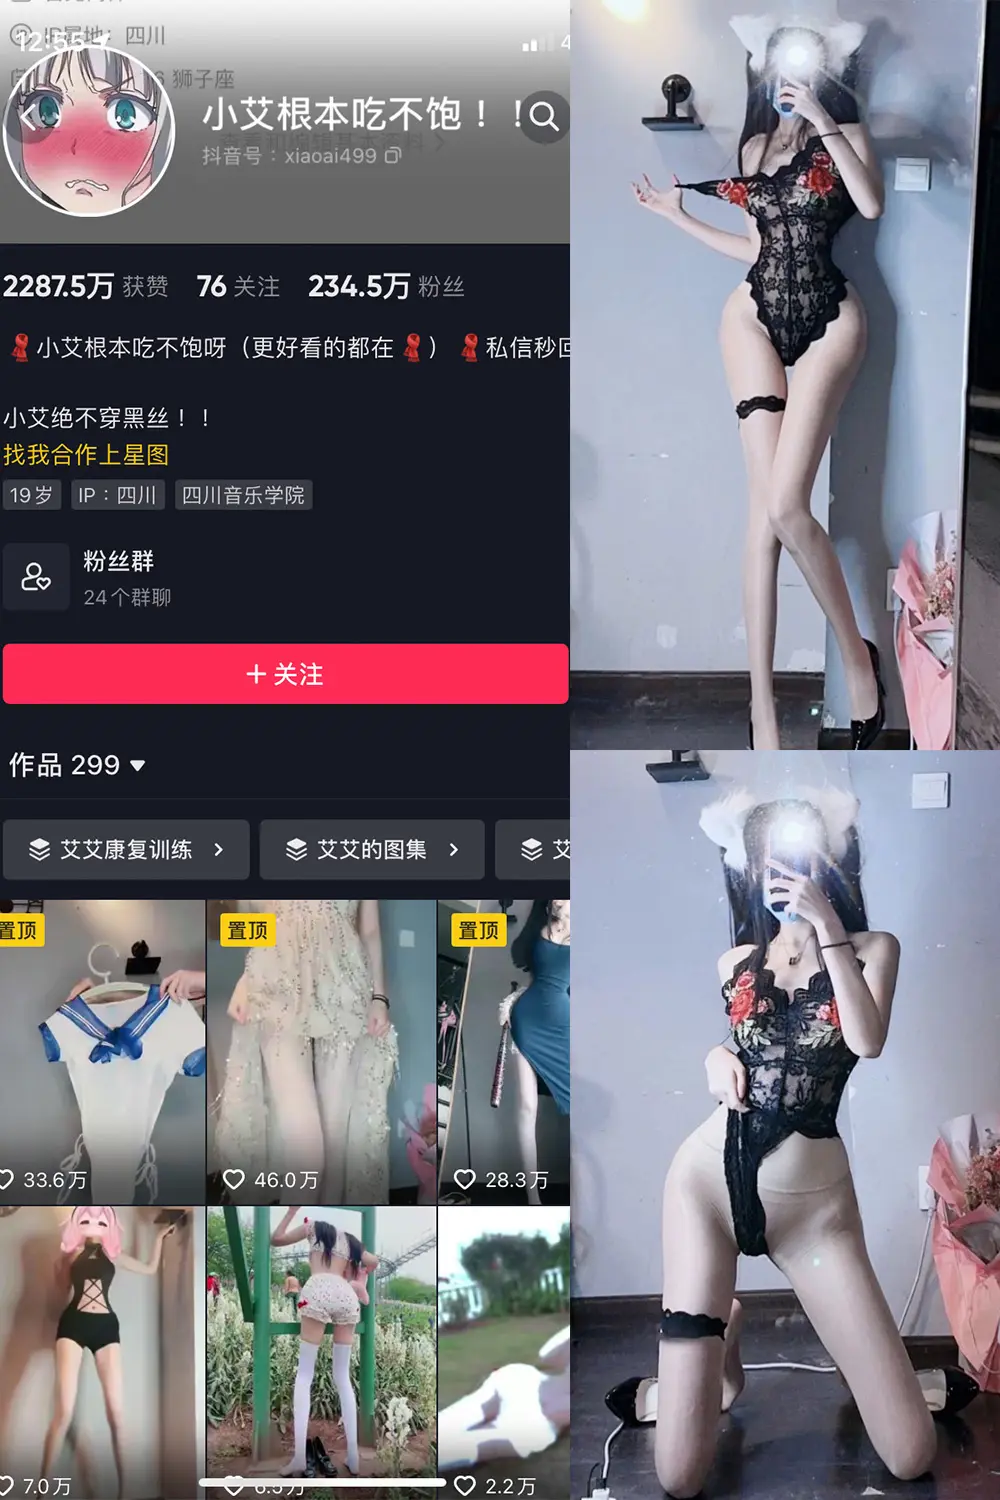 IP属地：四川
12:55
4
狮子座
小艾根本吃不饱！！
抖音号：xiaoai499
2287.5万 获赞 76 关注 234.5万 粉丝
小艾根本吃不饱呀（更好看的都在🧣）🧣私信秒回
小艾绝不穿黑丝！！
找我合作上星图
19岁 IP：四川 四川音乐学院
粉丝群
24个群聊
+ 关注
作品 299
艾艾康复训练 艾艾的图集 艾
置顶 置顶 置顶
33.6万 46.0万 28.3万
7.0万 6.5万 2.2万